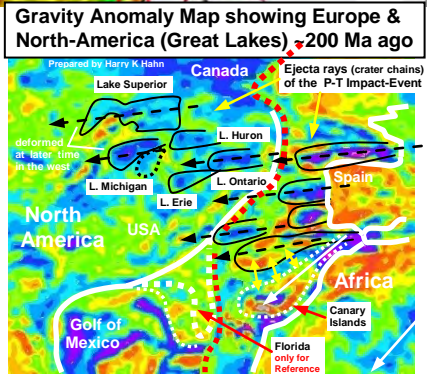 Gravity Anomaly Map showing Europe &
North-America (Great Lakes) ~200 Ma ago
Prepared by Harry K Hahn
Canada
Ejecta rays (crater chains)
of the P-T Impact-Event
Lake Superior
deformed
at later time
in the west
L. Huron
L. Michigan
L. Ontario
Spain
L. Erie
North
America
USA
Africa
Golf of
Mexico
Canary
Islands
Florida
only for
Reference